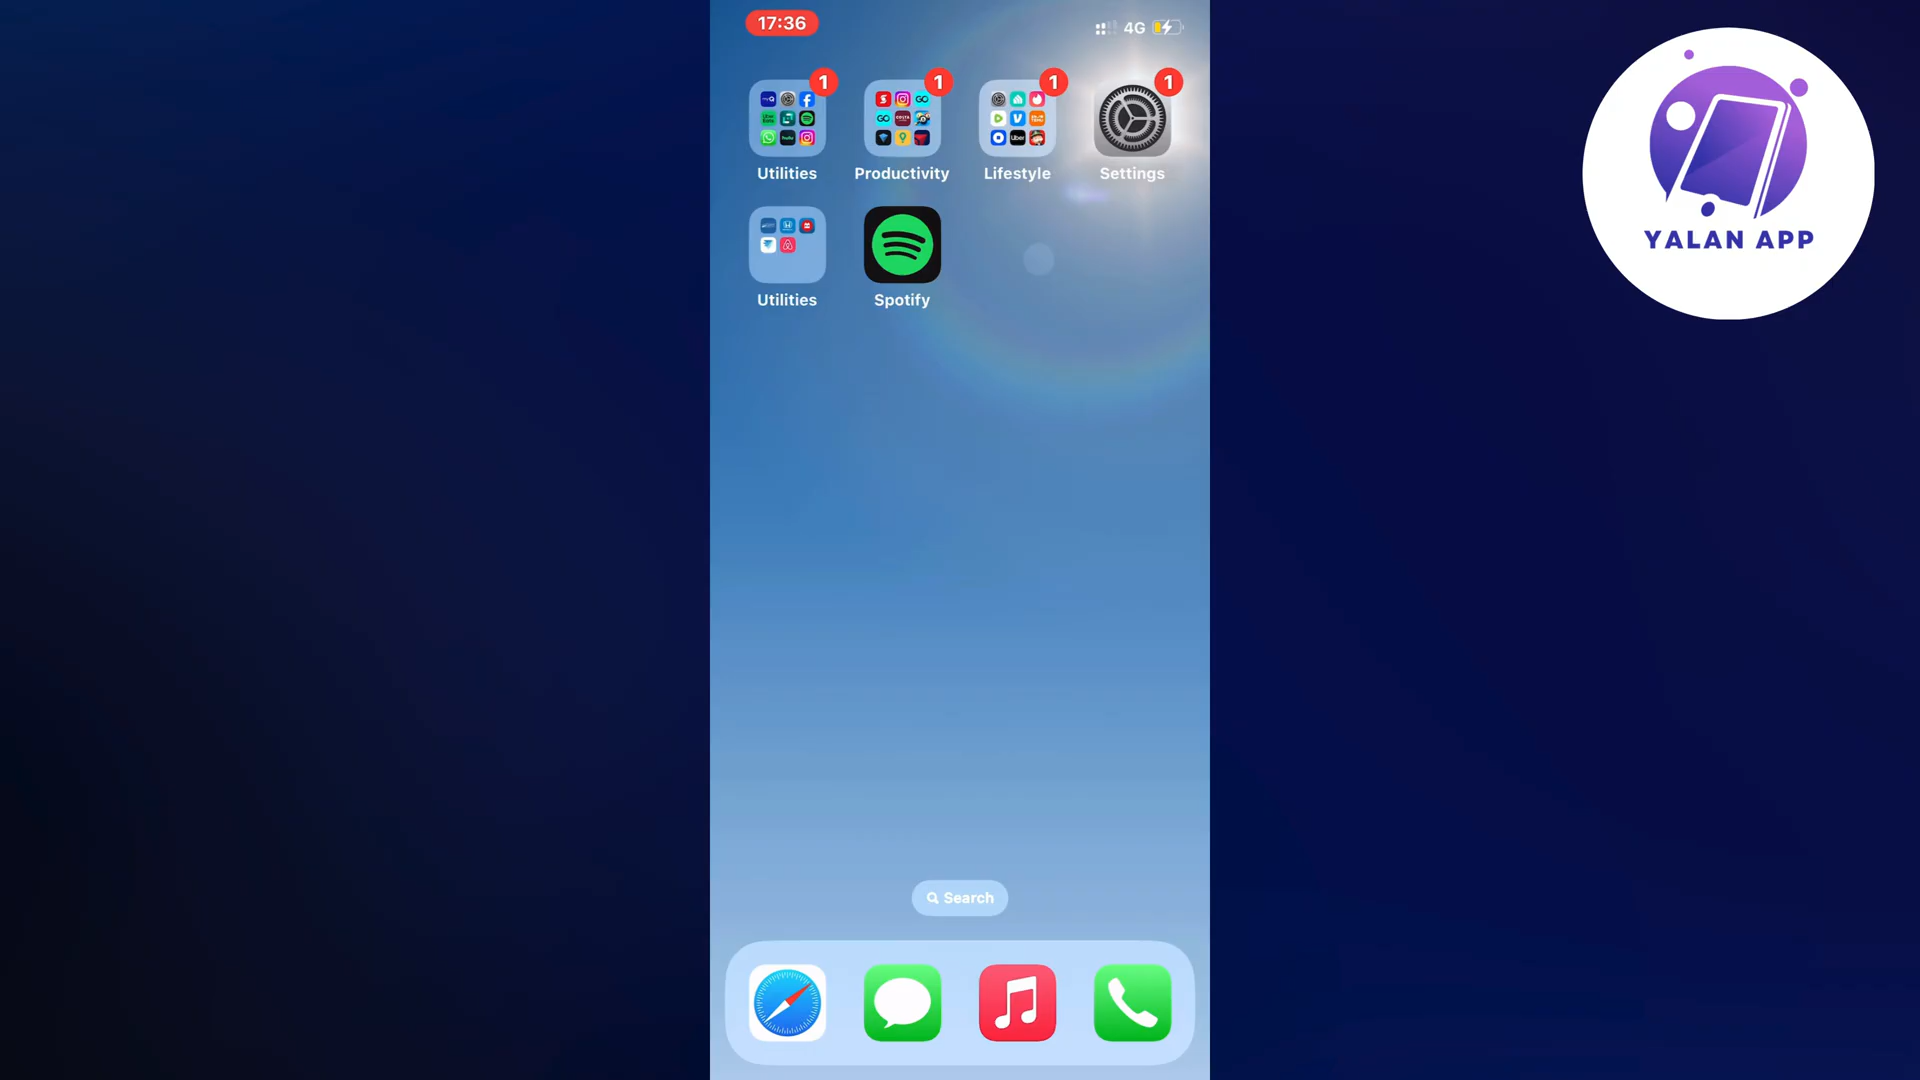 17:36
4G
1
1
1
1
Utilities
Productivity
Lifestyle
Settings
Utilities
Spotify
Search
YALAN APP